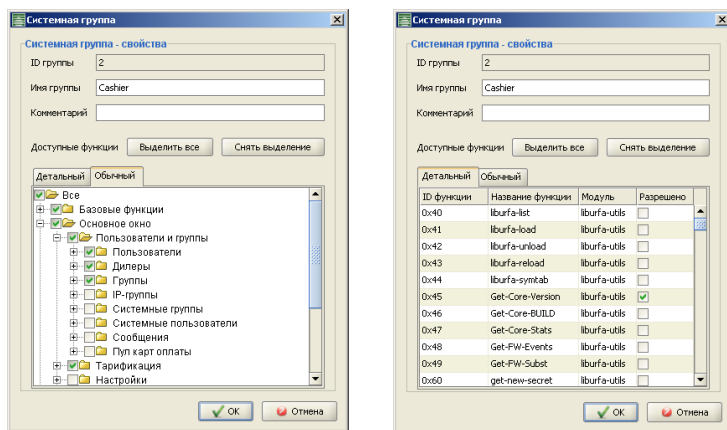 Системная группа
Системная группа - свойства
ID группы 2
Имя группы Cashier
Комментарий
Доступные функции Выделить все Снять выделение
Детальный Обычный
Все
Базовые функции
Основное окно
Пользователи и группы
Пользователи
Дилеры
Группы
IP-группы
Системные группы
Системные пользователи
Сообщения
Пул карт оплаты
Тарификация
Настройки
OK Отмена
Системная группа
Системная группа - свойства
ID группы 2
Имя группы Cashier
Комментарий
Доступные функции Выделить все Снять выделение
Детальный Обычный
ID функции Название функции Модуль Разрешено
0x40 liburfa-list liburfa-utils
0x41 liburfa-load liburfa-utils
0x42 liburfa-unload liburfa-utils
0x43 liburfa-reload liburfa-utils
0x44 liburfa-symtab liburfa-utils
0x45 Get-Core-Version liburfa-utils
0x46 Get-Core-BUILD liburfa-utils
0x47 Get-Core-Stats liburfa-utils
0x48 Get-FW-Events liburfa-utils
0x49 Get-FW-Subst liburfa-utils
0x60 get-new-secret liburfa-utils
OK Отмена